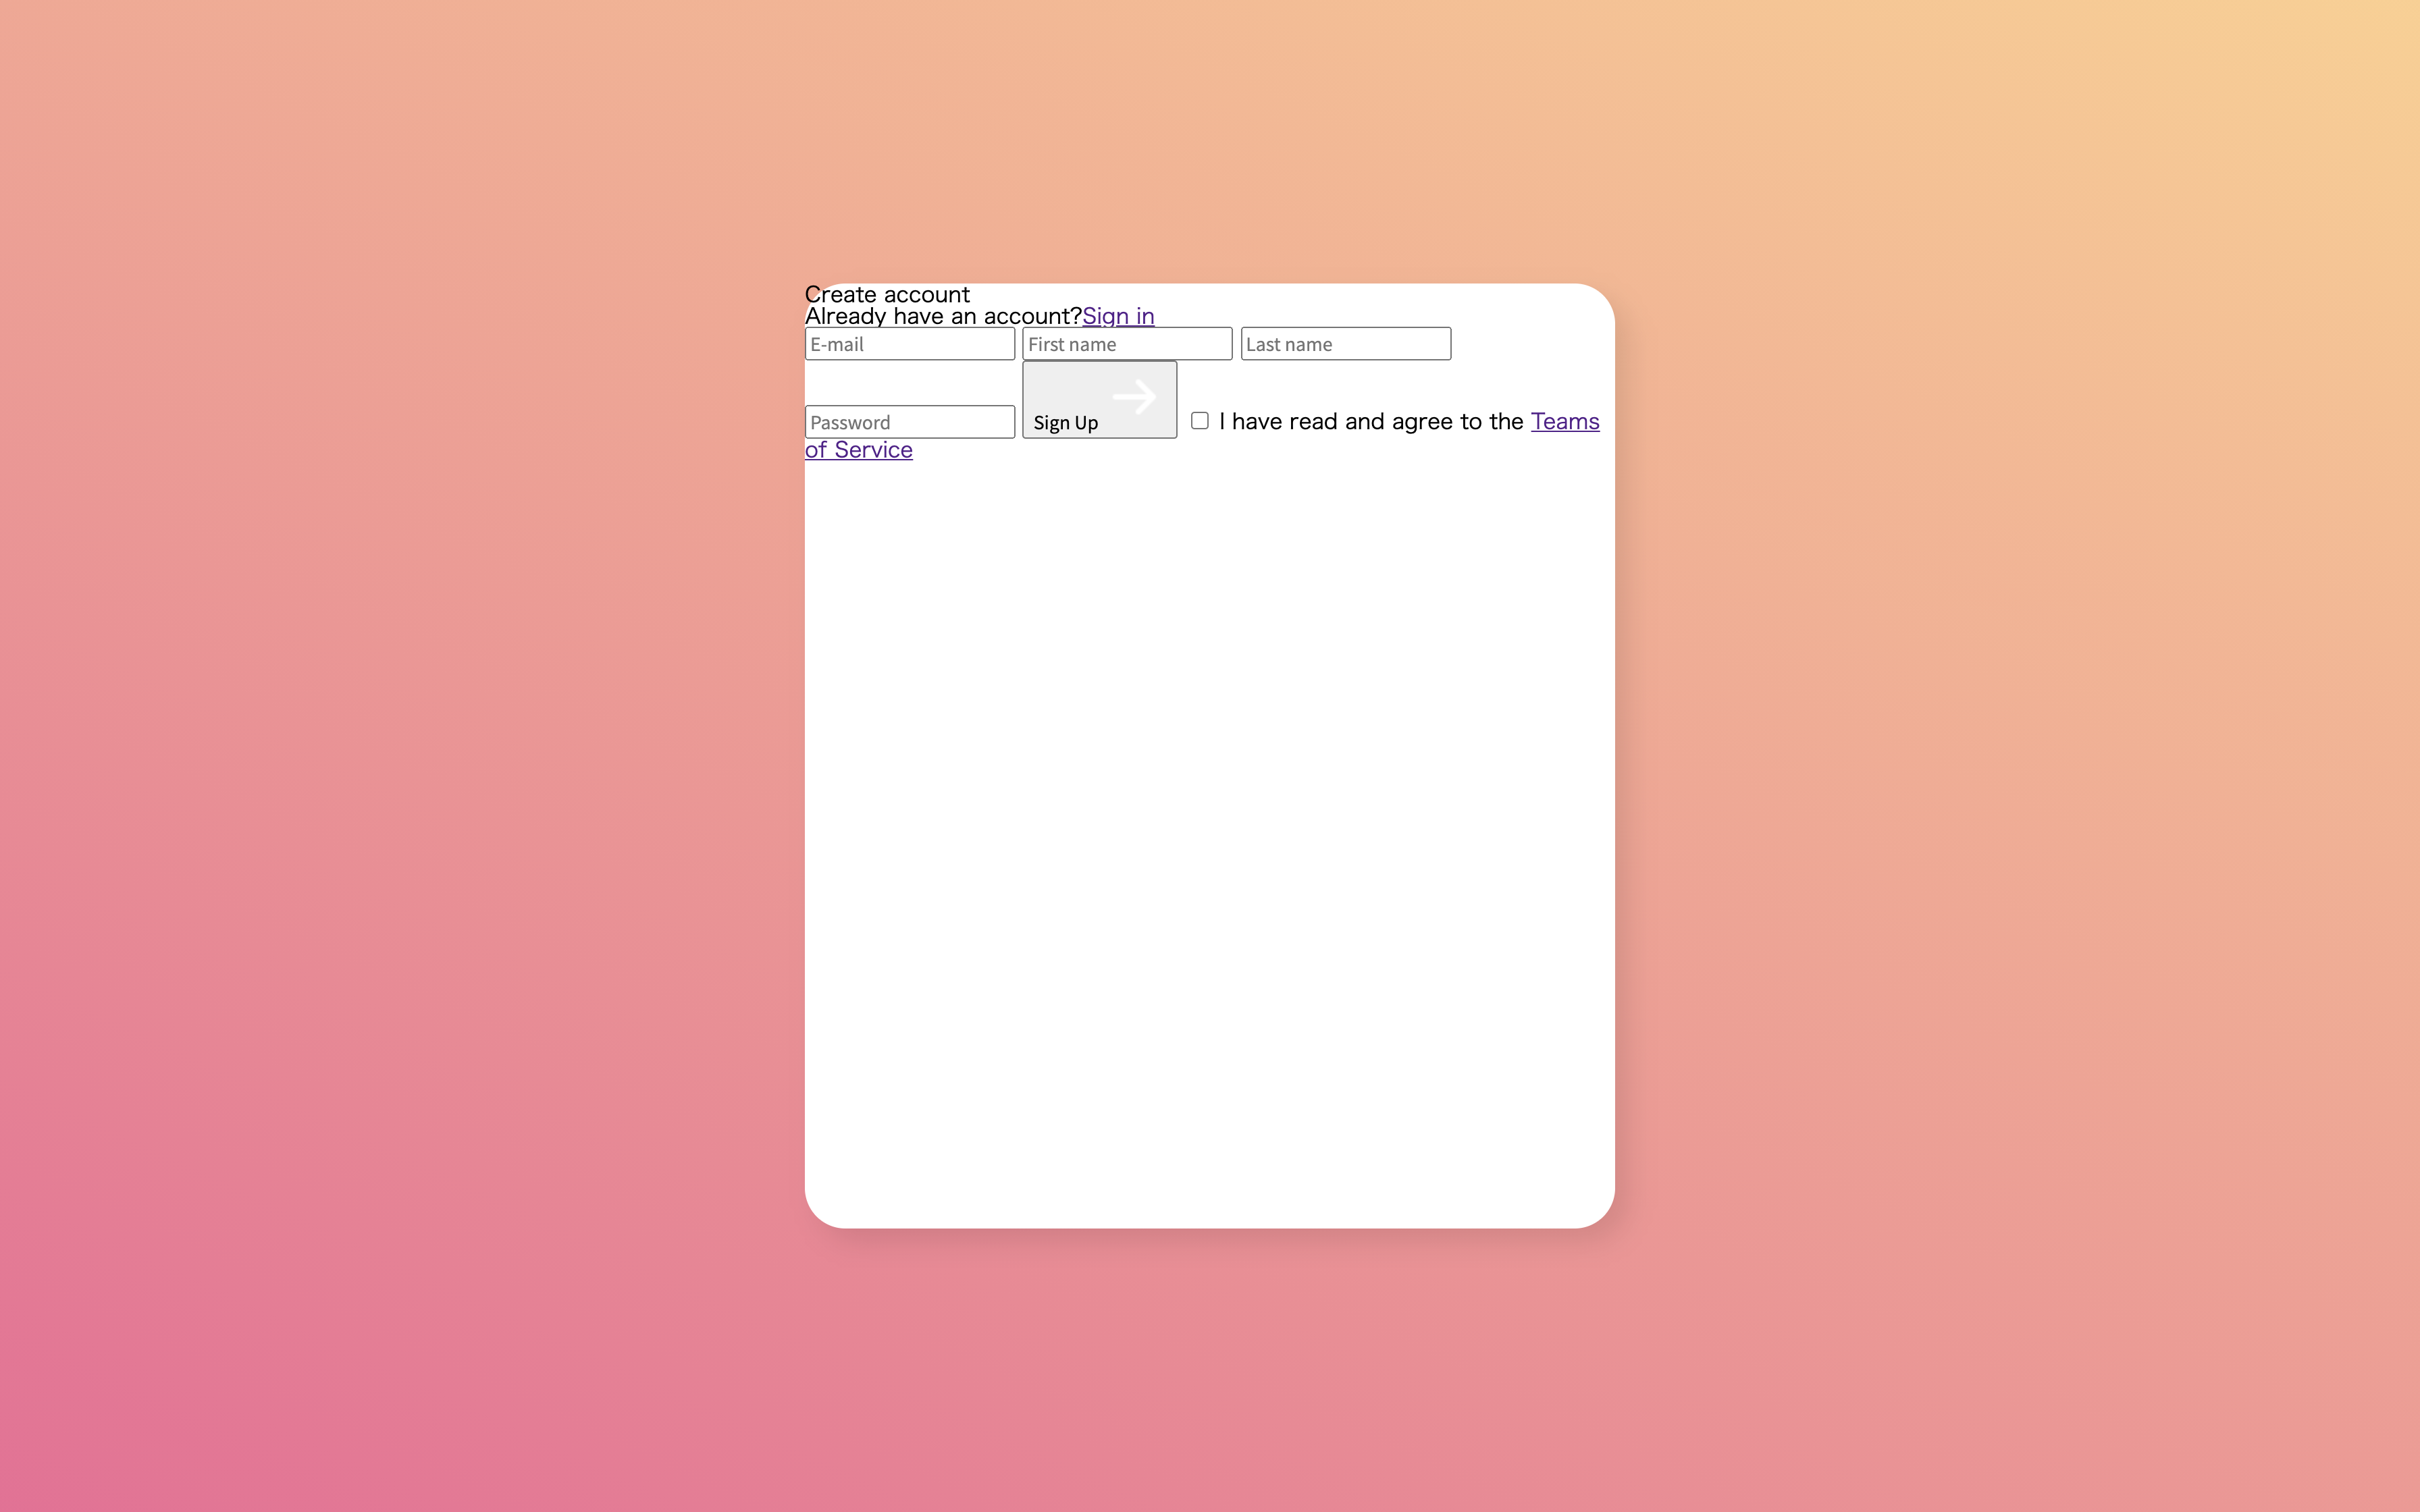 Create account
Already have an account?Sign in
E-mail First name Last name
Password Sign Up I have read and agree to the Teams
of Service